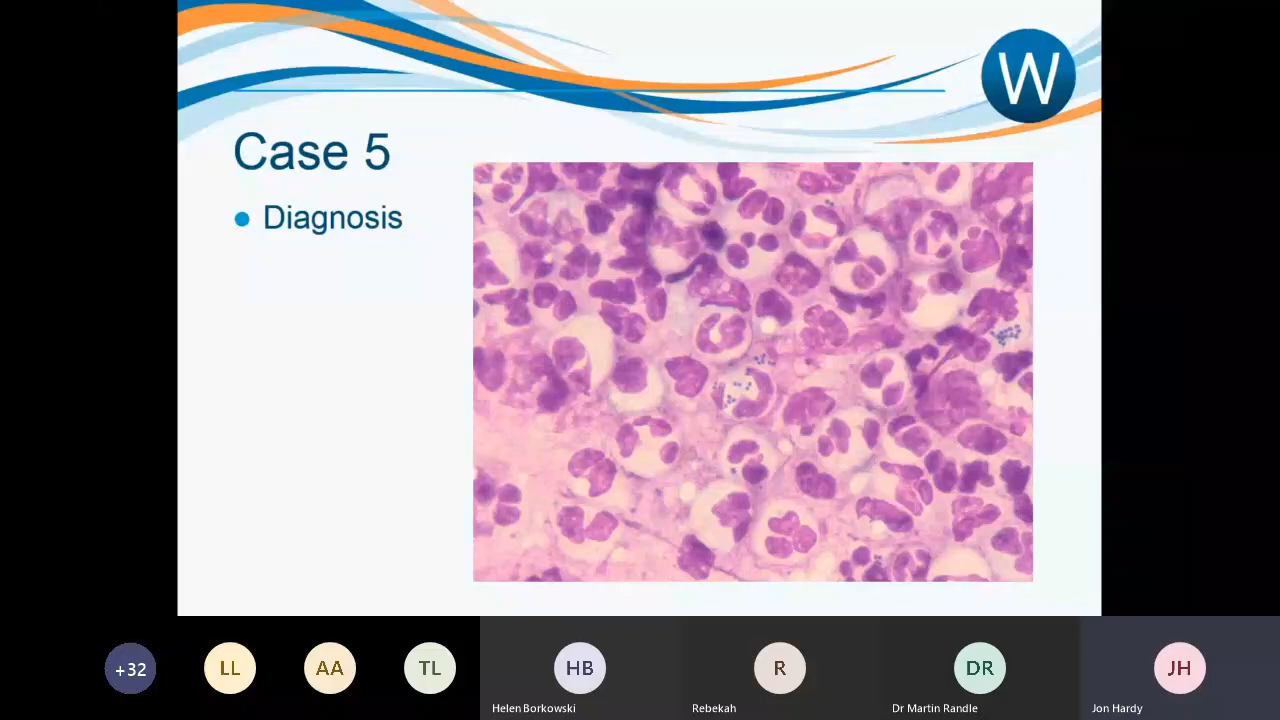 W
Case 5
Diagnosis
+32
LL
AA
TL
HB
R
DR
JH
Helen Borkowski
Rebekah
Dr Martin Randle
Jon Hardy